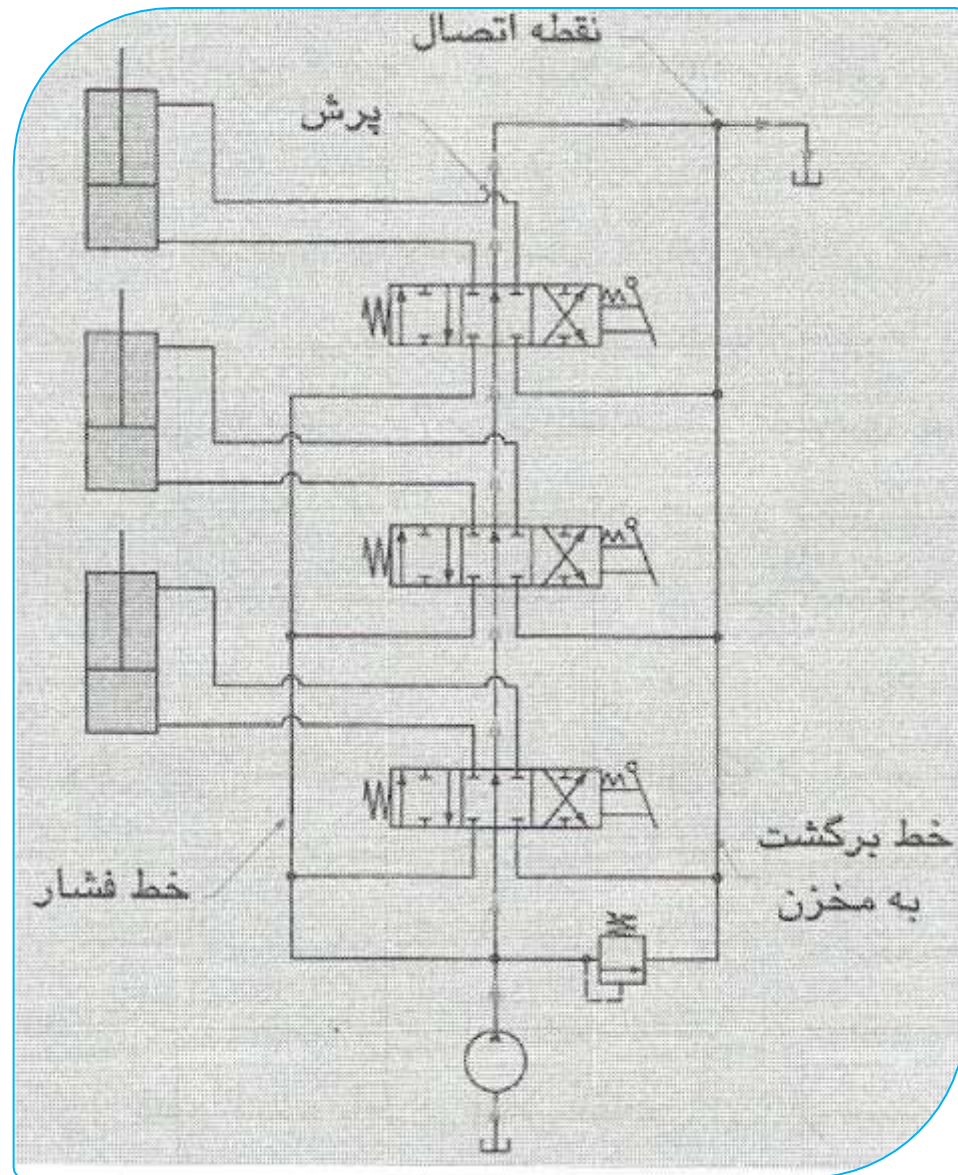 نقطه اتصال
پرش
خط برگشت
به مخزن
خط فشار